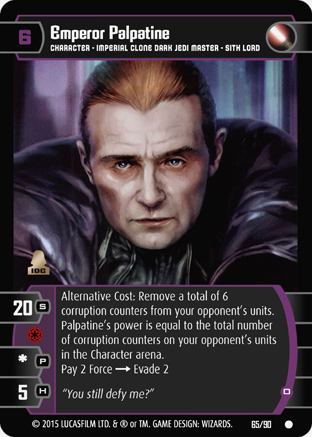 6
Emperor Palpatine
CHARACTER - IMPERIAL CLONE DARK JEDI MASTER - SITH LORD
IDC
20 S
* P
5 H
Alternative Cost: Remove a total of 6
corruption counters from your opponent's units.
Palpatine's power is equal to the total number
of corruption counters on your opponent's units
in the Character arena.
Pay 2 Force → Evade 2
"You still defy me?"
D
© 2015 LUCASFILM LTD. & ® or TM. GAME DESIGN: WIZARDS.
65/90